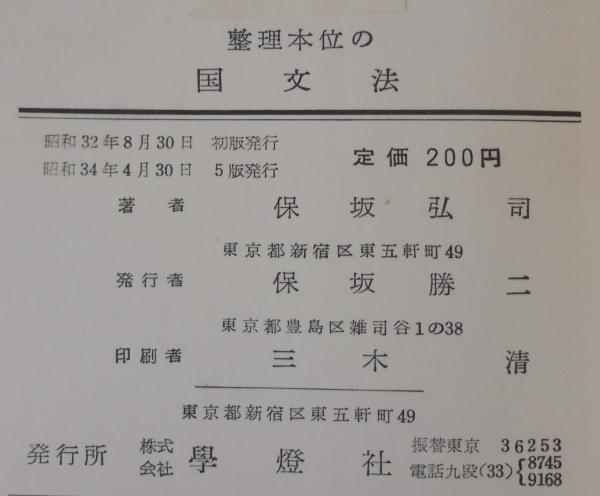 整理本位の
国文法
昭和32年8月30日 初版発行
昭和34年4月30日 5版発行
定価 200円
著者 保坂弘司
東京都新宿区東五軒町49
発行者 保坂勝二
東京都豊島区雑司谷1の38
印刷者 三木清
東京都新宿区東五軒町49
発行所 株式会社 學燈社
振替東京 36253
電話九段(33){8745
9168